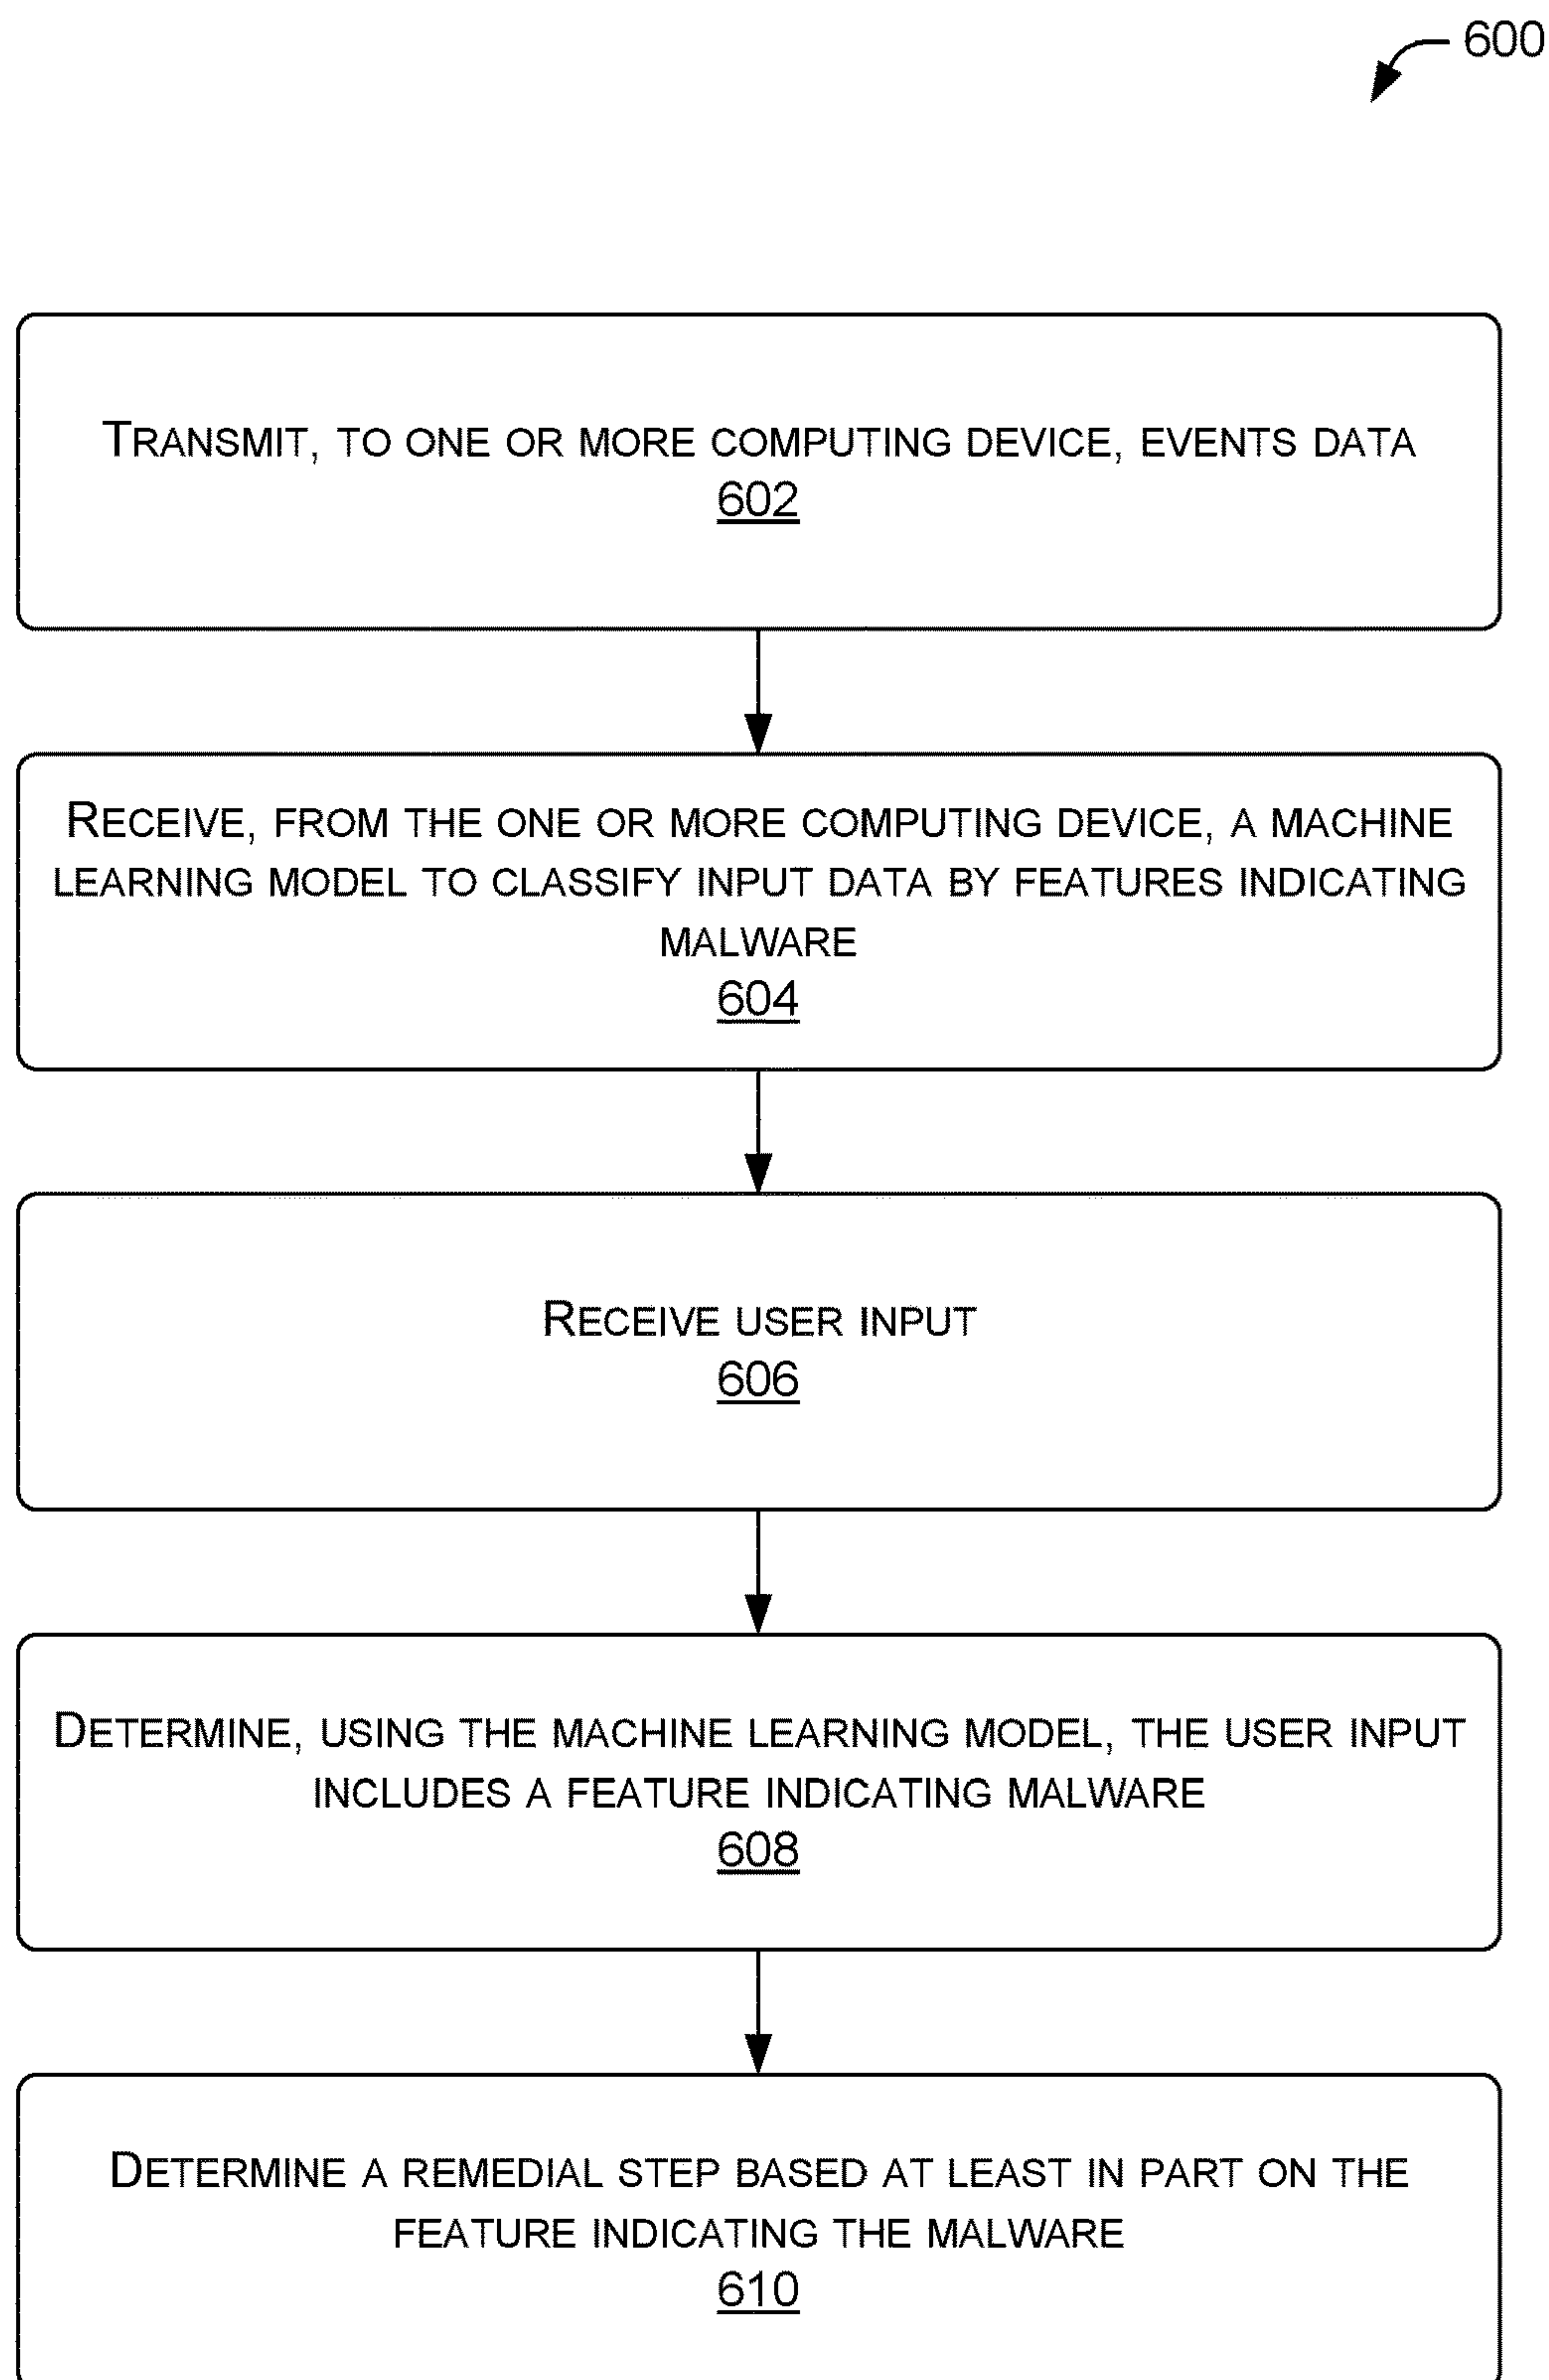 600
TRANSMIT, TO ONE OR MORE COMPUTING DEVICE, EVENTS DATA
602
RECEIVE, FROM THE ONE OR MORE COMPUTING DEVICE, A MACHINE
LEARNING MODEL TO CLASSIFY INPUT DATA BY FEATURES INDICATING
MALWARE
604
RECEIVE USER INPUT
606
DETERMINE, USING THE MACHINE LEARNING MODEL, THE USER INPUT
INCLUDES A FEATURE INDICATING MALWARE
608
DETERMINE A REMEDIAL STEP BASED AT LEAST IN PART ON THE
FEATURE INDICATING THE MALWARE
610